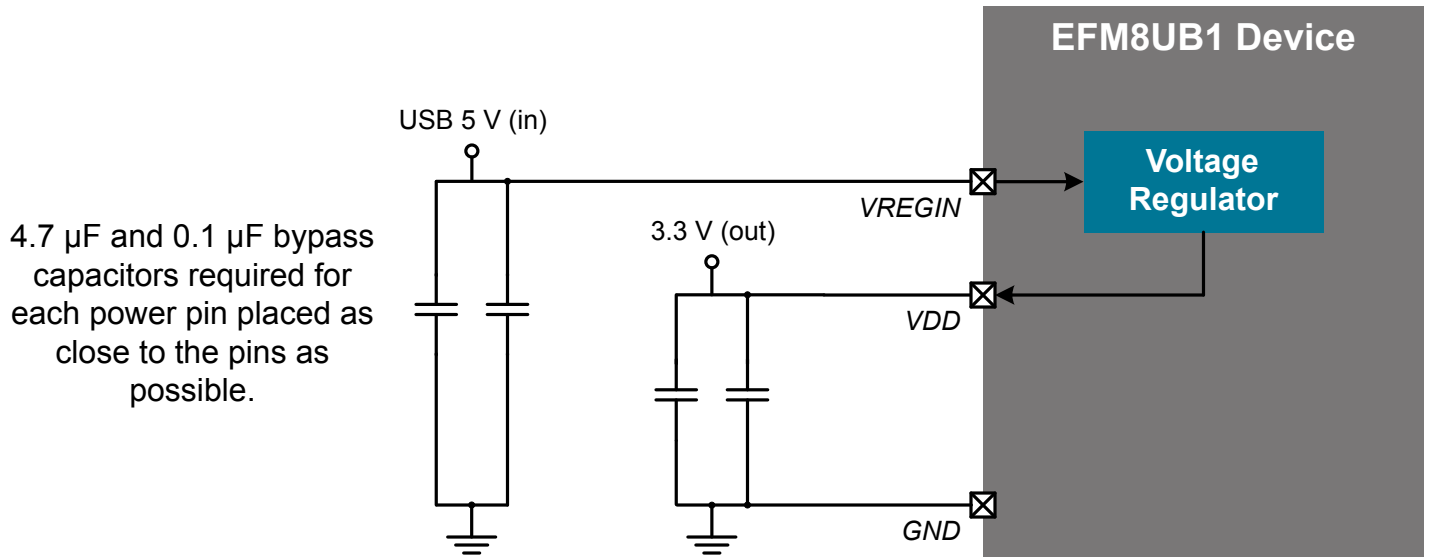 EFM8UB1 Device
USB 5 V (in)
Voltage
Regulator
VREGIN
4.7 µF and 0.1 µF bypass
capacitors required for
each power pin placed as
close to the pins as
possible.
3.3 V (out)
VDD
GND